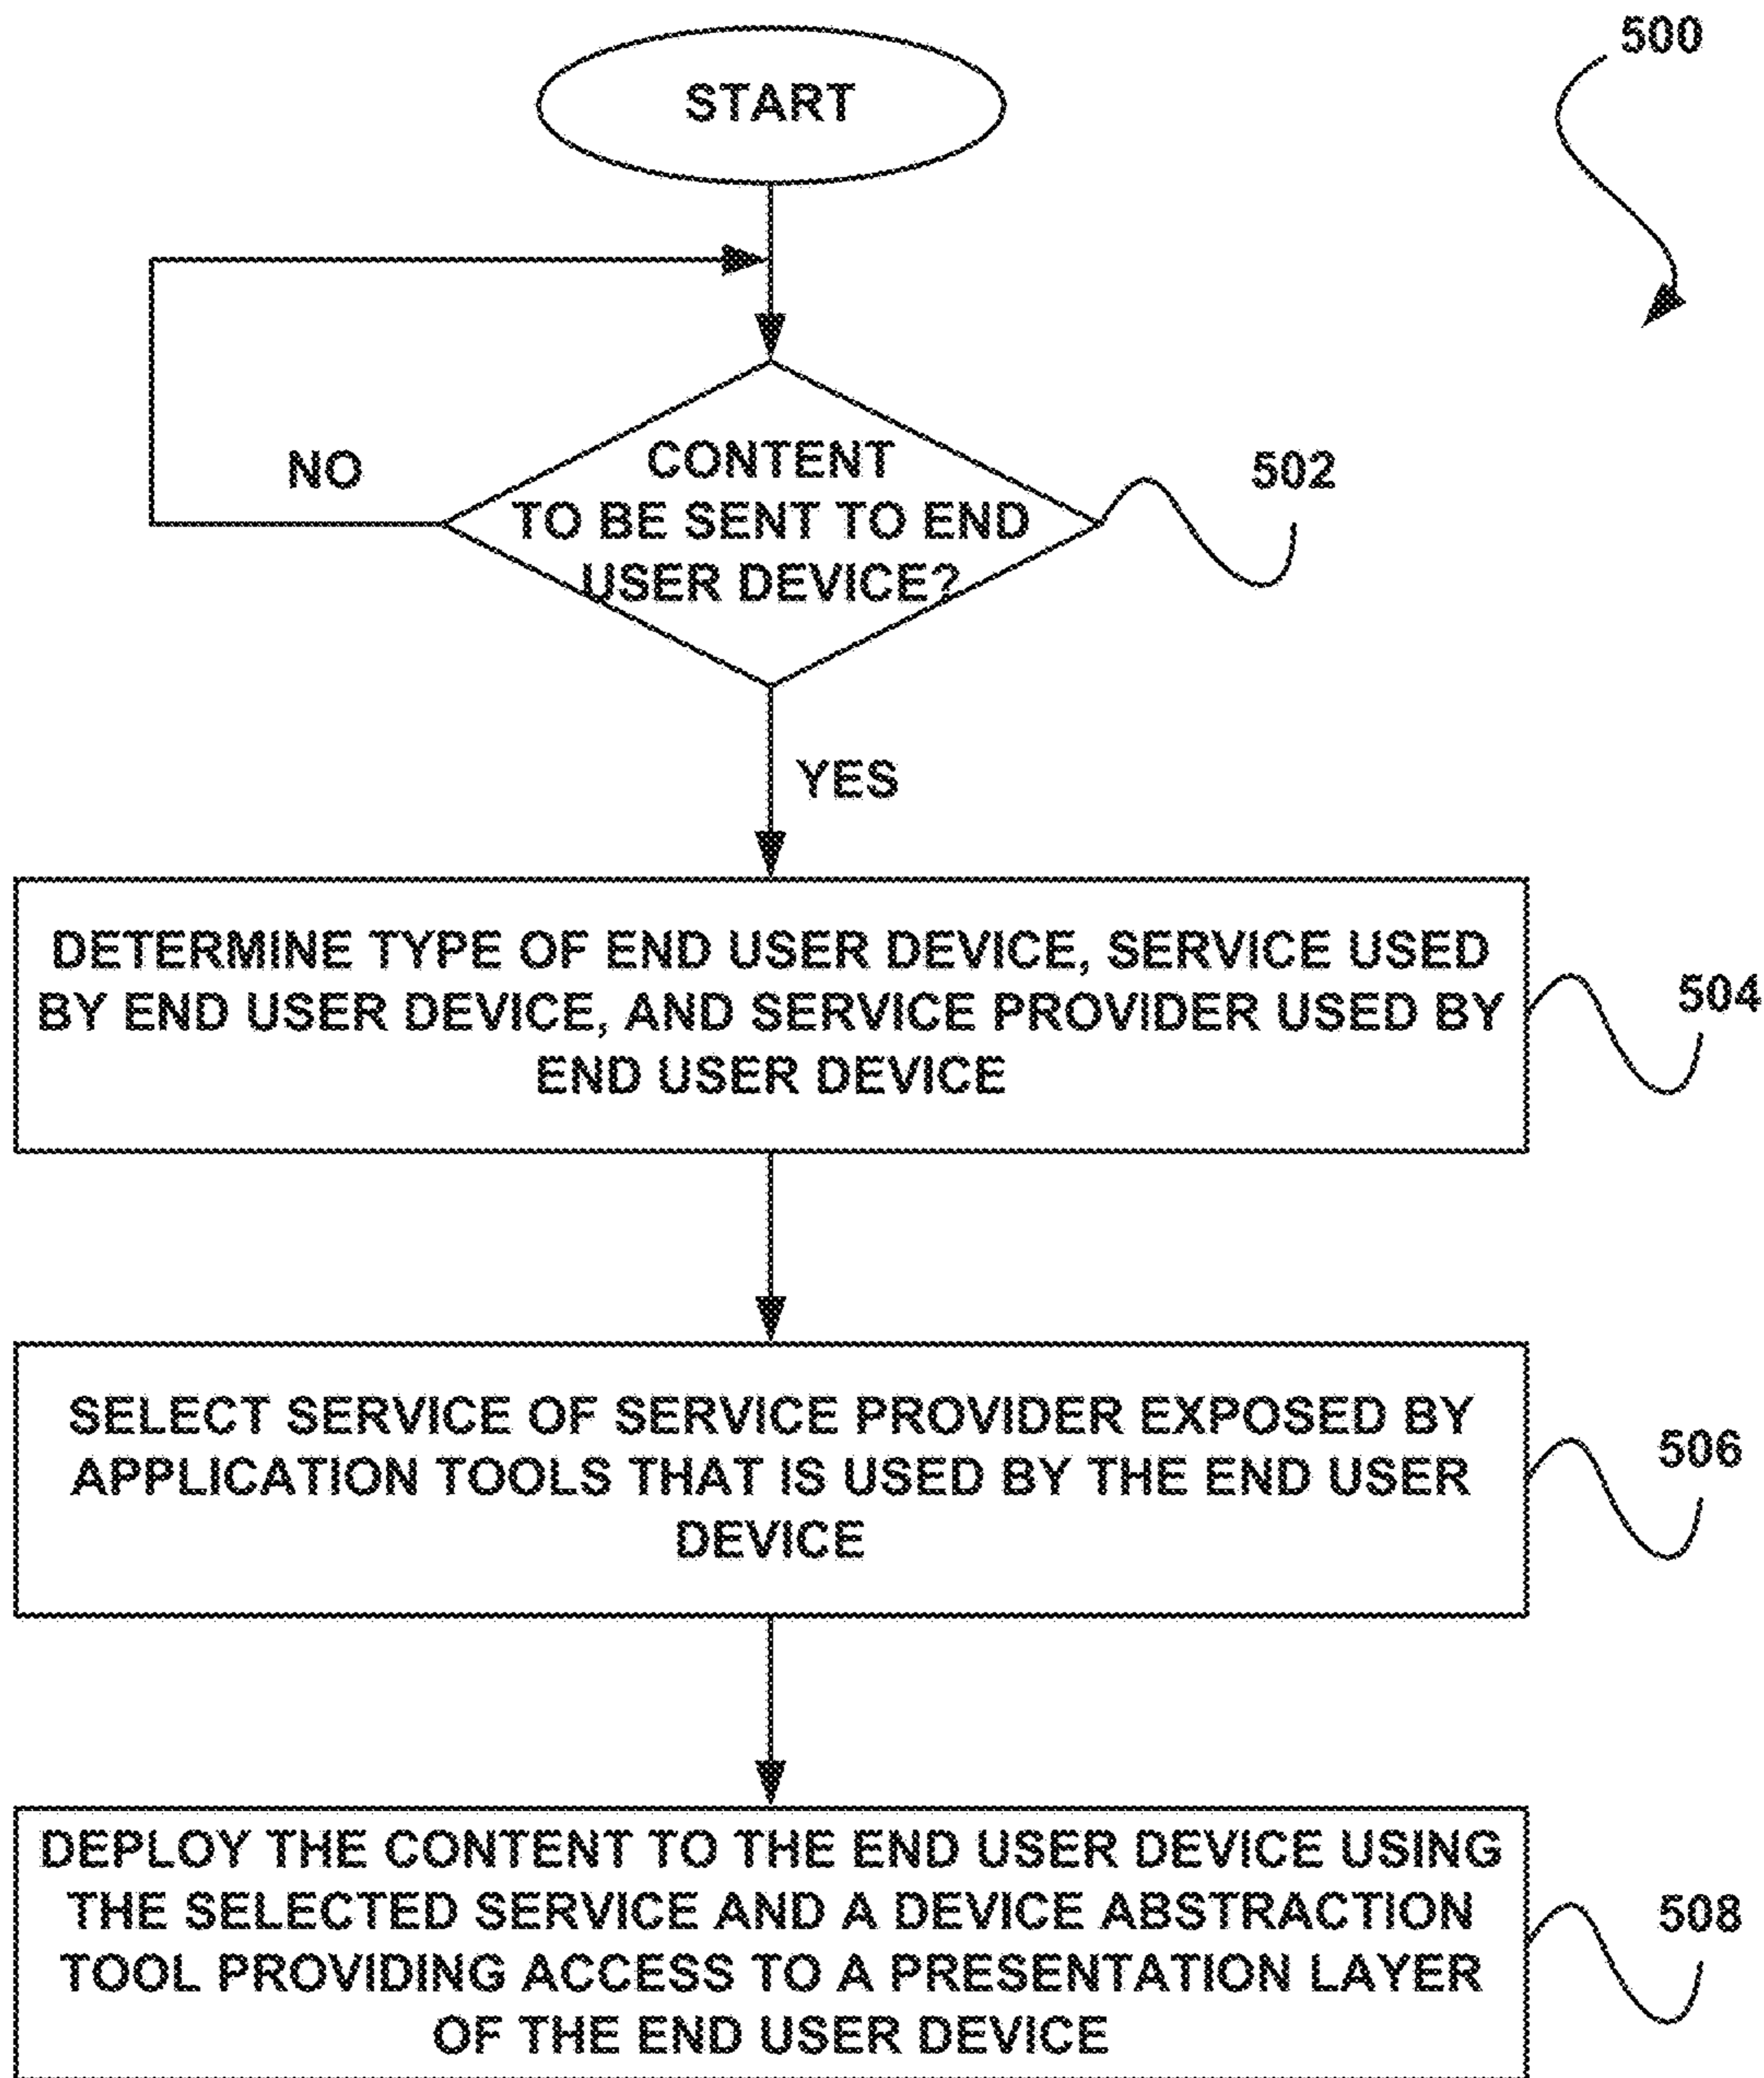 500
START
NO
CONTENT
TO BE SENT TO END
USER DEVICE?
502
YES
DETERMINE TYPE OF END USER DEVICE, SERVICE USED
BY END USER DEVICE, AND SERVICE PROVIDER USED BY
END USER DEVICE
504
SELECT SERVICE OF SERVICE PROVIDER EXPOSED BY
APPLICATION TOOLS THAT IS USED BY THE END USER
DEVICE
506
DEPLOY THE CONTENT TO THE END USER DEVICE USING
THE SELECTED SERVICE AND A DEVICE ABSTRACTION
TOOL PROVIDING ACCESS TO A PRESENTATION LAYER
OF THE END USER DEVICE
508